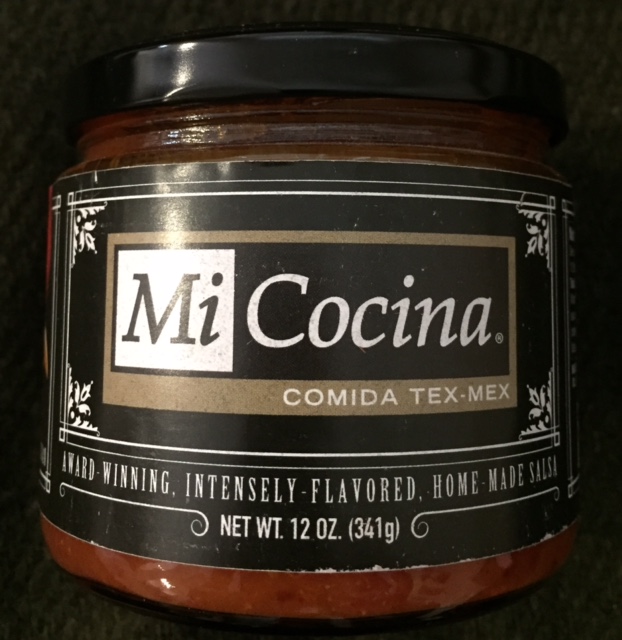 Mi Cocina®
COMIDA TEX-MEX
AWARD-WINNING, INTENSELY-FLAVORED, HOME-MADE SALSA
NET WT. 12 OZ. (341g)